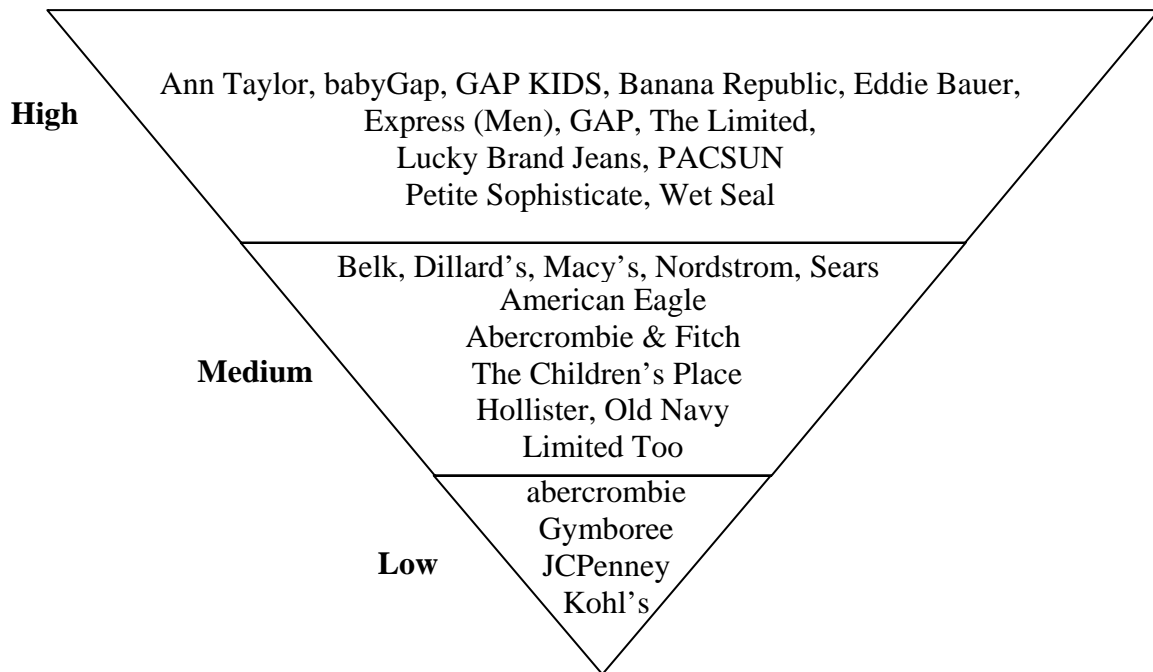 Ann Taylor, babyGap, GAP KIDS, Banana Republic, Eddie Bauer,
High
Express (Men), GAP, The Limited,
Lucky Brand Jeans, PACSUN
Petite Sophisticate, Wet Seal
Belk, Dillard’s, Macy’s, Nordstrom, Sears
American Eagle
Abercrombie & Fitch
Medium
The Children’s Place
Hollister, Old Navy
Limited Too
abercrombie
Gymboree
Low
JCPenney
Kohl’s